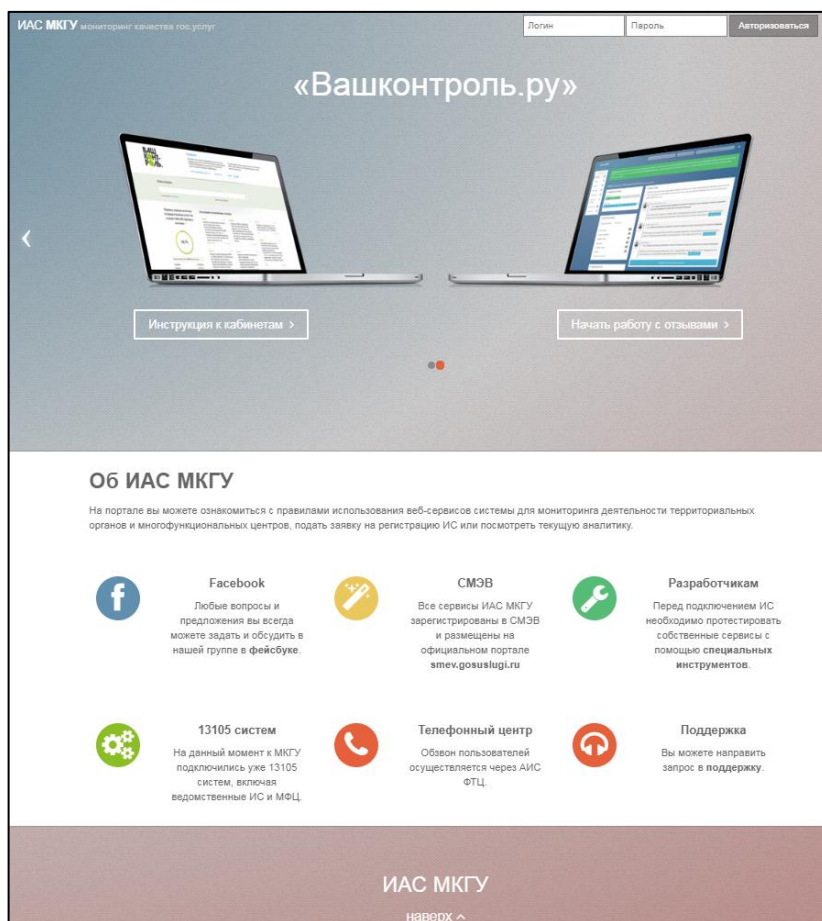 ИАС МКГУ мониторинг качества гос.услуг
Логин
Пароль
Авторизоваться
«Вашконтроль.ру»
ВАШ
КОНТ-
РОЛЬ.
Инструкция к кабинетам ›
Начать работу с отзывами ›
Об ИАС МКГУ
На портале вы можете ознакомиться с правилами использования веб-сервисов системы для мониторинга деятельности территориальных
органов и многофункциональных центров, подать заявку на регистрацию ИС или посмотреть текущую аналитику.
Facebook
Любые вопросы и
предложения вы всегда
можете задать и обсудить в
нашей группе в фейсбуке.
СМЭВ
Все сервисы ИАС МКГУ
зарегистрированы в СМЭВ
и размещены на
официальном портале
smev.gosuslugi.ru
Разработчикам
Перед подключением ИС
необходимо протестировать
собственные сервисы с
помощью специальных
инструментов.
13105 систем
На данный момент к МКГУ
подключились уже 13105
систем, включая
ведомственные ИС и МФЦ.
Телефонный центр
Обзвон пользователей
осуществляется через АИС
ФТЦ.
Поддержка
Вы можете направить
запрос в поддержку.
ИАС МКГУ
наверх